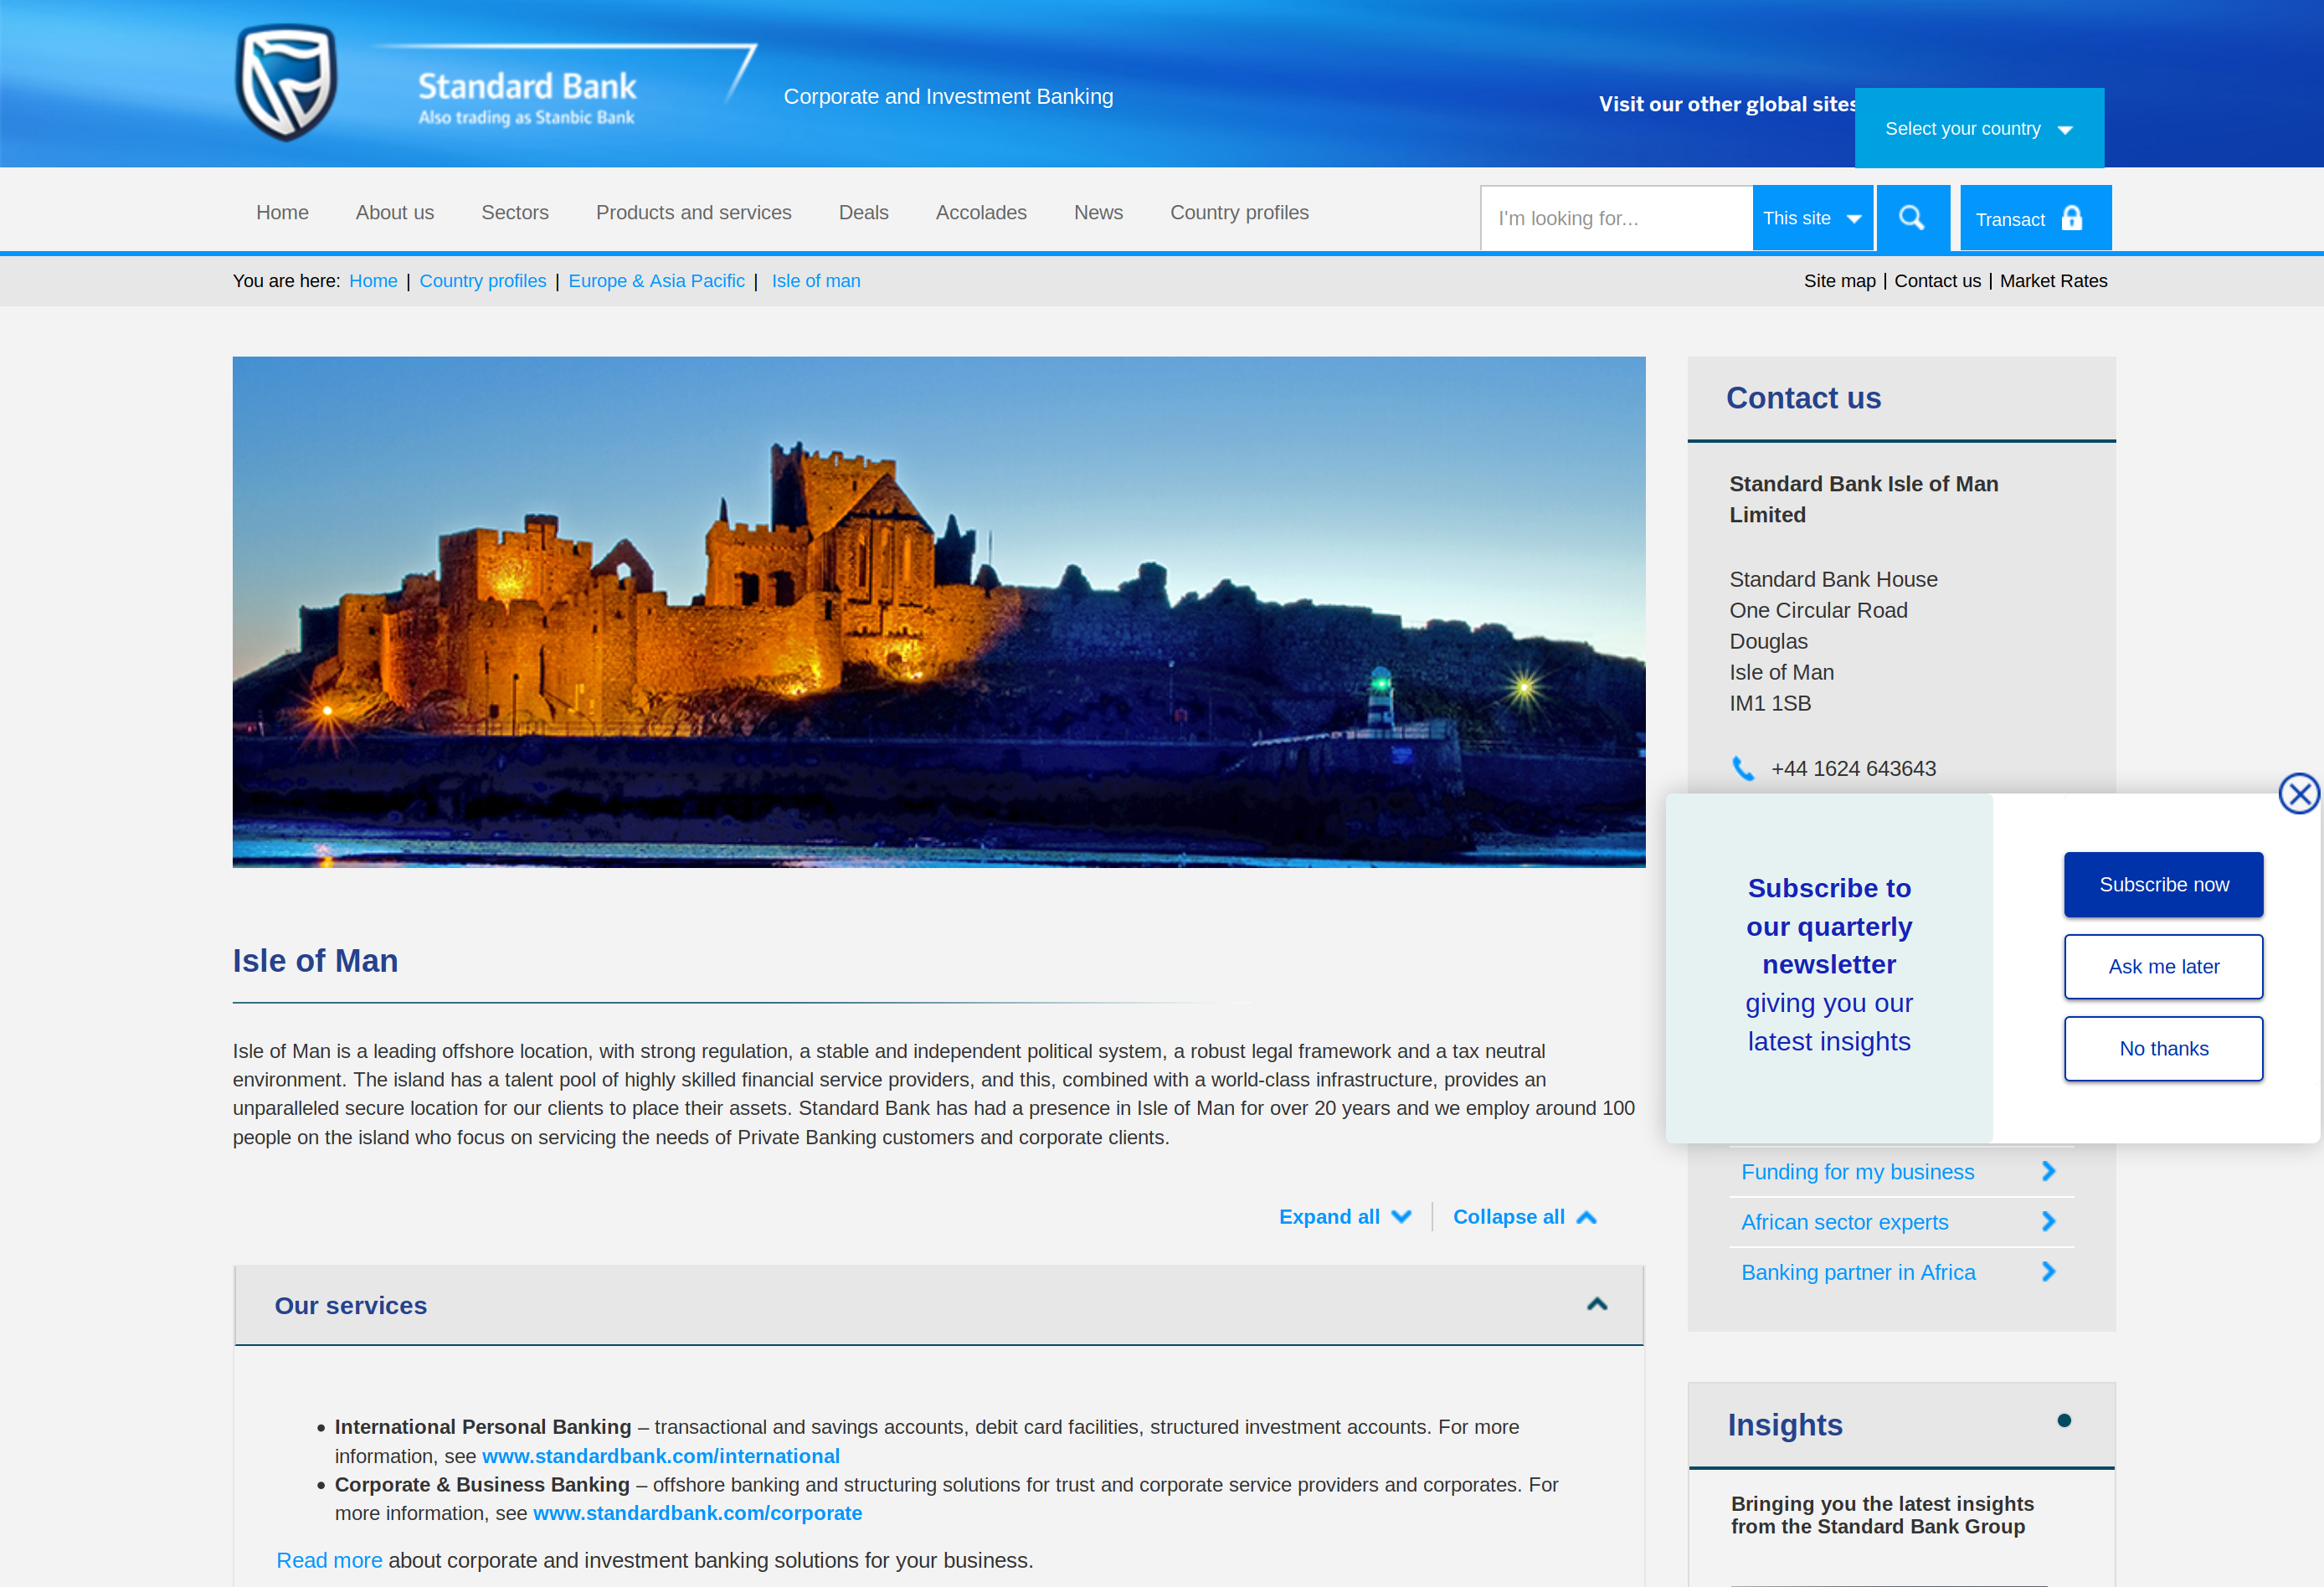 Standard Bank
Also trading as Stanbic Bank
Corporate and Investment Banking
Visit our other global sites
Select your country
Home About us Sectors Products and services Deals Accolades News Country profiles
I'm looking for...
This site
Transact
You are here: Home | Country profiles | Europe & Asia Pacific | Isle of man
Site map | Contact us | Market Rates
Contact us
Standard Bank Isle of Man
Limited
Standard Bank House
One Circular Road
Douglas
Isle of Man
IM1 1SB
+44 1624 643643
Subscribe to
our quarterly
newsletter
giving you our
latest insights
Subscribe now
Ask me later
No thanks
Isle of Man
Isle of Man is a leading offshore location, with strong regulation, a stable and independent political system, a robust legal framework and a tax neutral
environment. The island has a talent pool of highly skilled financial service providers, and this, combined with a world-class infrastructure, provides an
unparalleled secure location for our clients to place their assets. Standard Bank has had a presence in Isle of Man for over 20 years and we employ around 100
people on the island who focus on servicing the needs of Private Banking customers and corporate clients.
Funding for my business
African sector experts
Banking partner in Africa
Expand all
Collapse all
Our services
International Personal Banking – transactional and savings accounts, debit card facilities, structured investment accounts. For more
information, see www.standardbank.com/international
Corporate & Business Banking – offshore banking and structuring solutions for trust and corporate service providers and corporates. For
more information, see www.standardbank.com/corporate
Read more about corporate and investment banking solutions for your business.
Insights
Bringing you the latest insights
from the Standard Bank Group